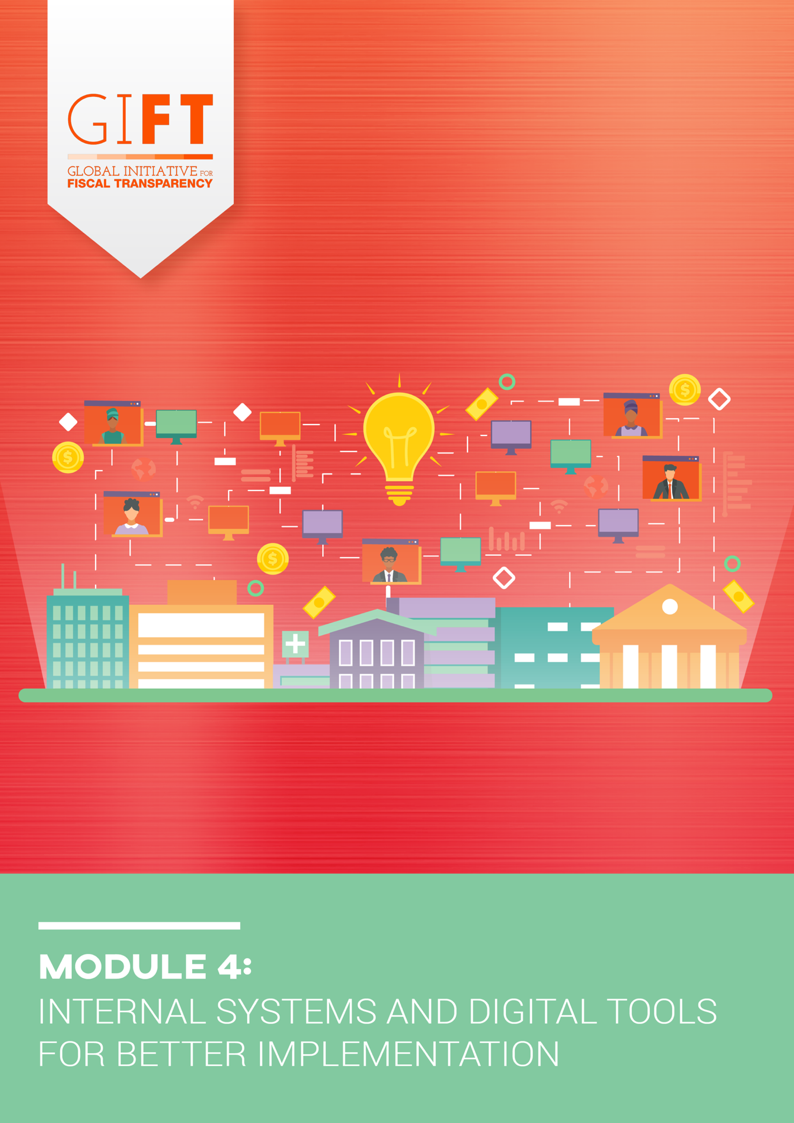 GIFT
GLOBAL INITIATIVE FOR
FISCAL TRANSPARENCY
$
$
$
MODULE 4:
INTERNAL SYSTEMS AND DIGITAL TOOLS
FOR BETTER IMPLEMENTATION